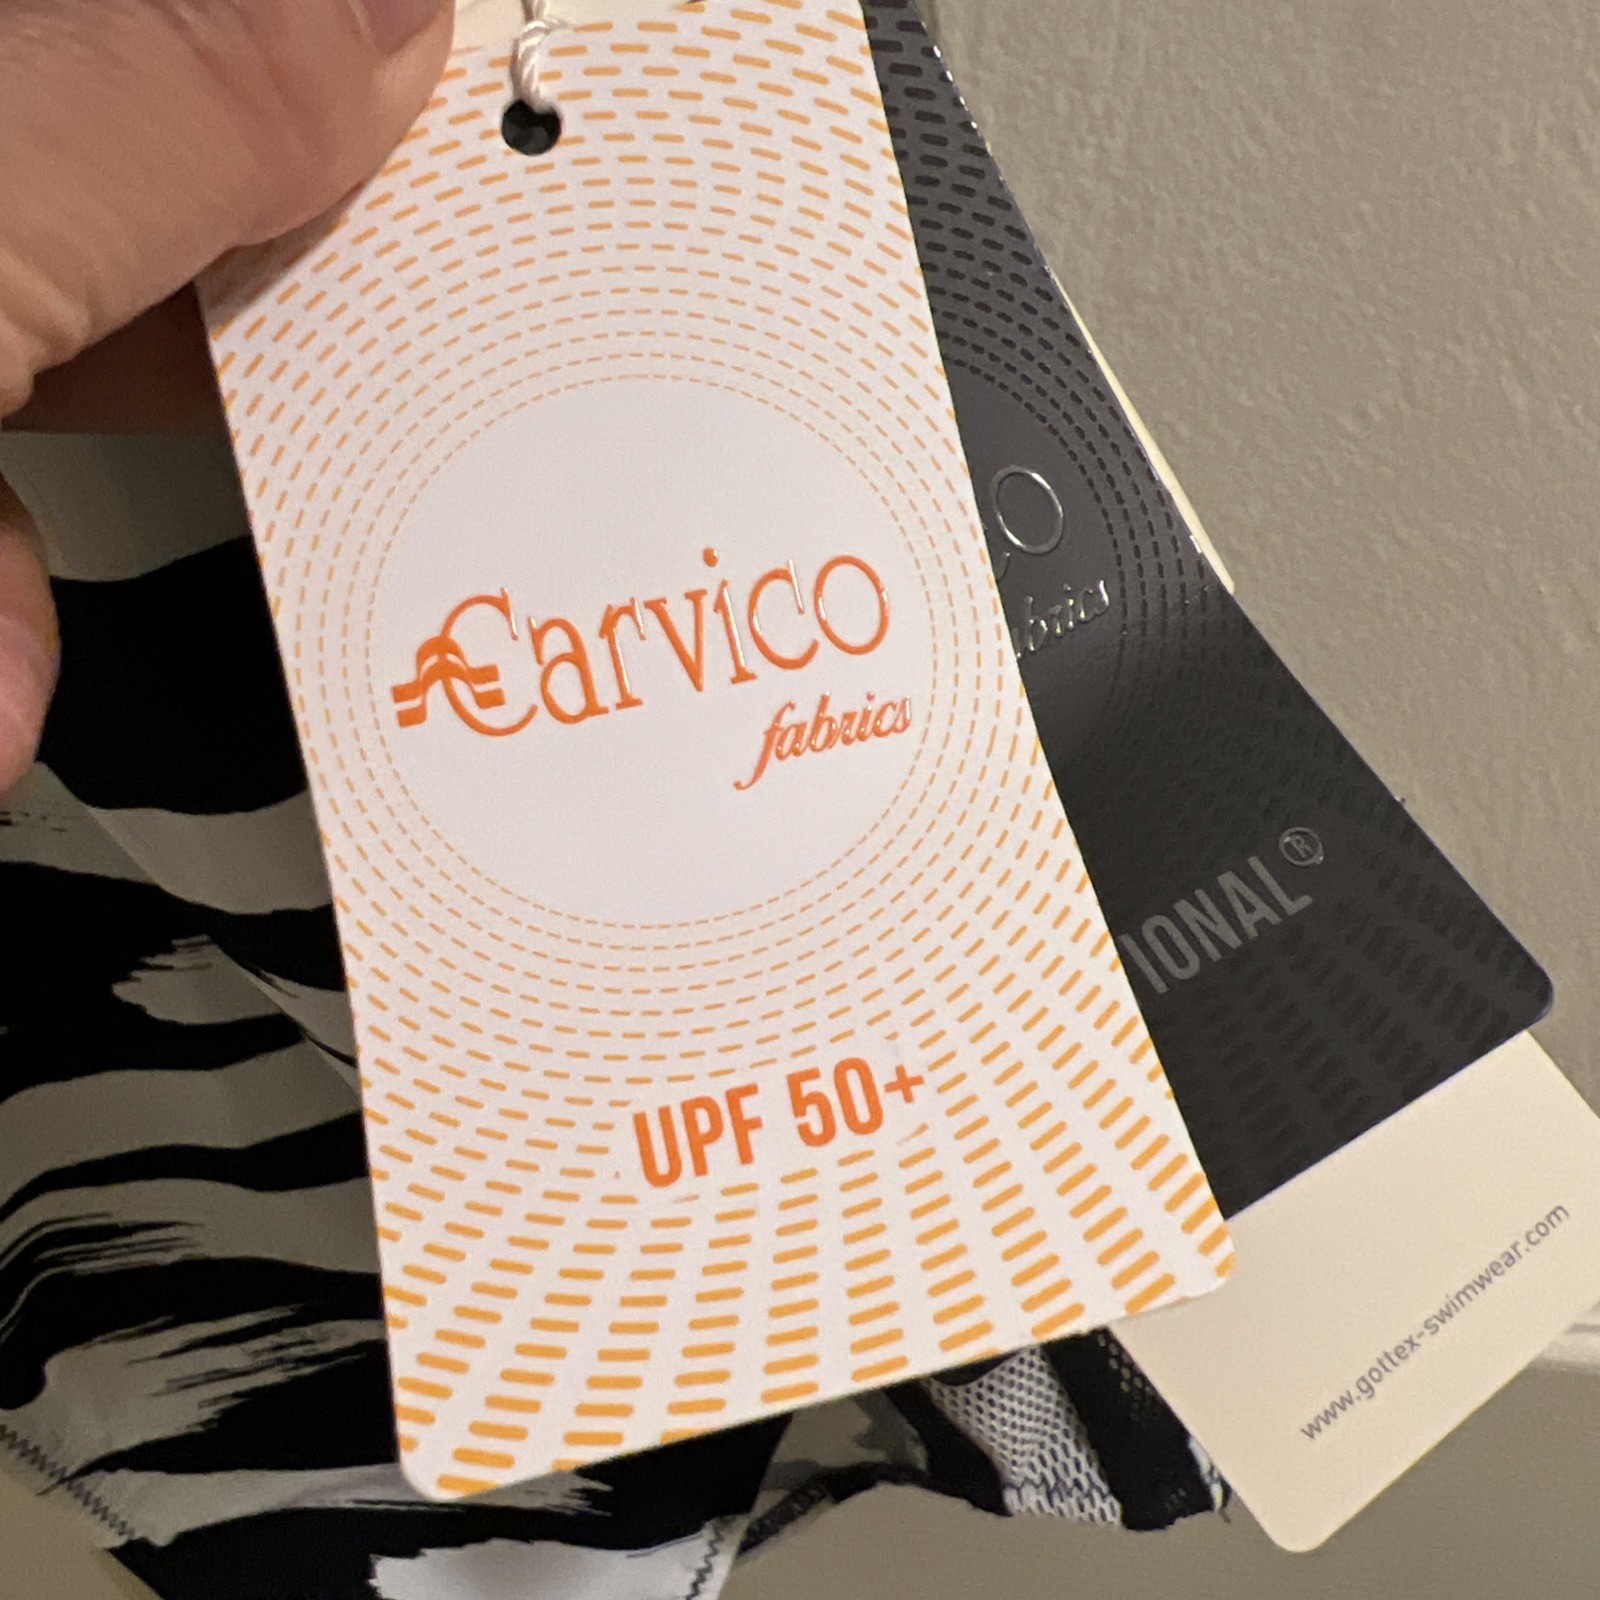 Carvico
fabrics
UPF 50+
IONAL®
www.gottex-swimwear.com